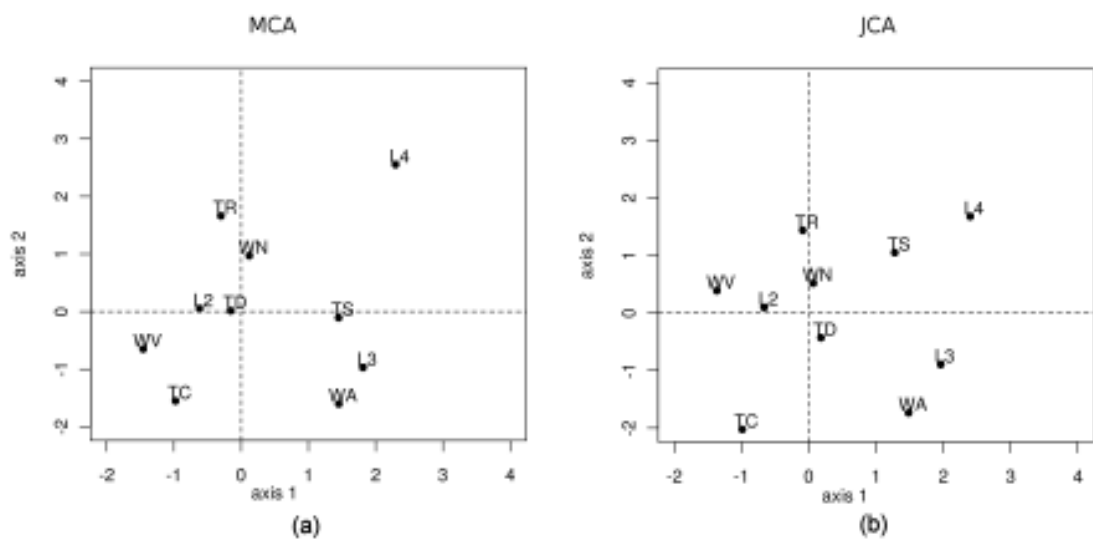 MCA
axis 2
4
3
2
1
0
-1
-2
L4
TR
WN
L2
TD
TS
WV
L3
TC
WA
-2 -1 0 1 2 3 4
axis 1
(a)
JCA
axis 2
4
3
2
1
0
-1
-2
L4
TR
TS
WN
WV
L2
TD
L3
WA
TC
-2 -1 0 1 2 3 4
axis 1
(b)